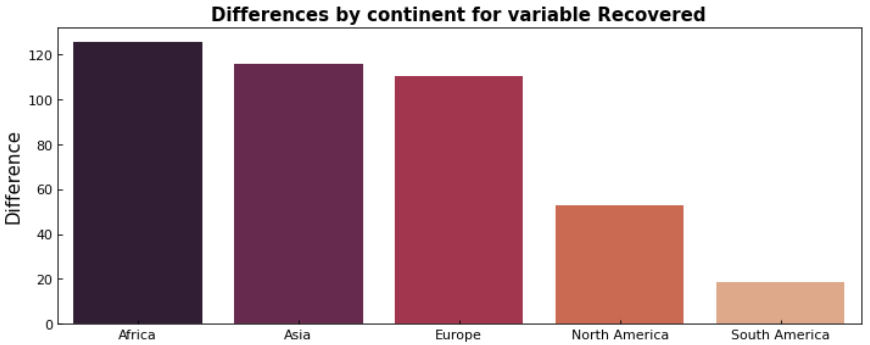 Differences by continent for variable Recovered
Difference
120
100
80
60
40
20
0
Africa Asia Europe North America South America